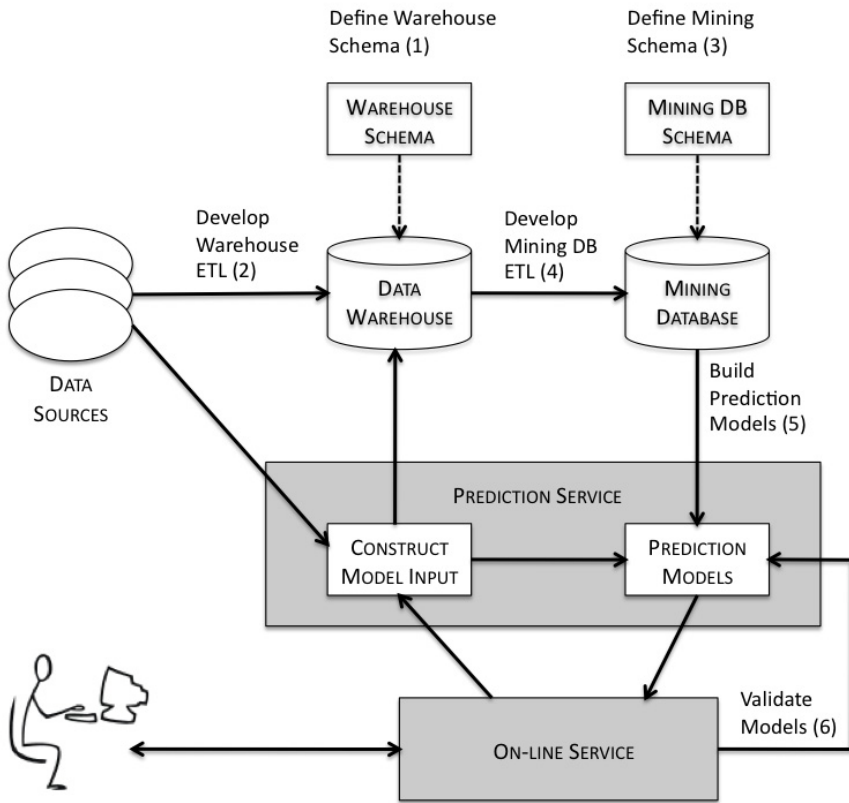 Define Warehouse
Schema (1)
Define Mining
Schema (3)
WAREHOUSE
SCHEMA
MINING DB
SCHEMA
Develop
Warehouse
ETL (2)
Develop
Mining DB
ETL (4)
DATA
WAREHOUSE
MINING
DATABASE
DATA
SOURCES
Build
Prediction
Models (5)
PREDICTION SERVICE
CONSTRUCT
MODEL INPUT
PREDICTION
MODELS
Validate
Models (6)
ON-LINE SERVICE